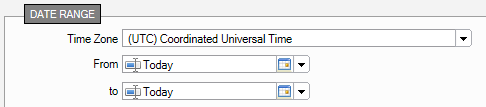 DATE RANGE
Time Zone (UTC) Coordinated Universal Time
From Today
to Today